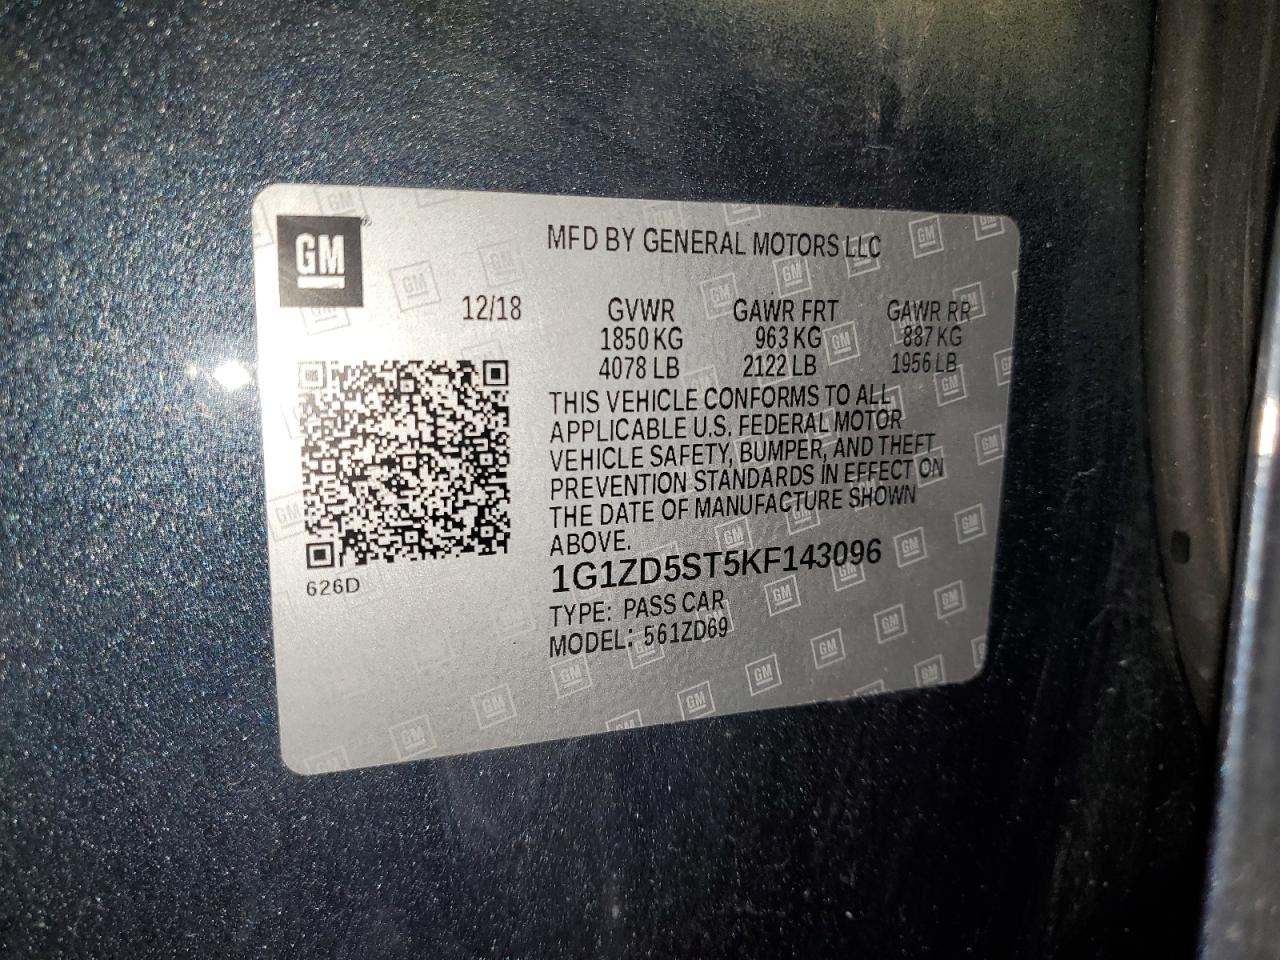 GM
MFD BY GENERAL MOTORS LLC
12/18 GVWR GAWR FRT GAWR RR
1850 KG 963 KG 887 KG
4078 LB 2122 LB 1956 LB
THIS VEHICLE CONFORMS TO ALL
APPLICABLE U.S. FEDERAL MOTOR
VEHICLE SAFETY, BUMPER, AND THEFT
PREVENTION STANDARDS IN EFFECT ON
THE DATE OF MANUFACTURE SHOWN
ABOVE.
626D
1G1ZD5ST5KF143096
TYPE: PASS CAR
MODEL: 561ZD69